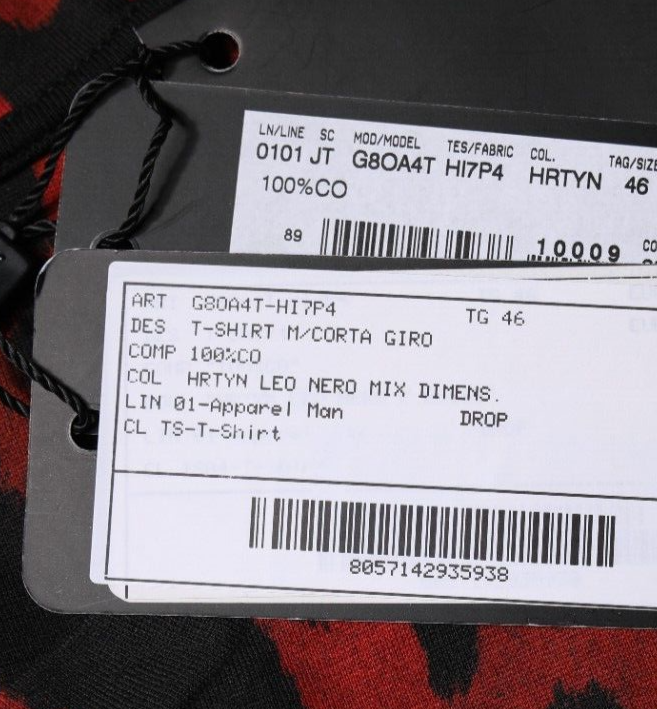 LN/LINE SC MOD/MODEL TES/FABRIC COL. TAG/SIZE
0101 JT G8OA4T HI7P4 HRTYN 46
100%CO
89 10009 CO
ART G8OA4T-HI7P4 TG 46
DES T-SHIRT M/CORTA GIRO
COMP 100%CO
COL HRTYN LEO NERO MIX DIMENS.
LIN 01-Apparel Man DROP
CL TS-T-Shirt
8057142935938